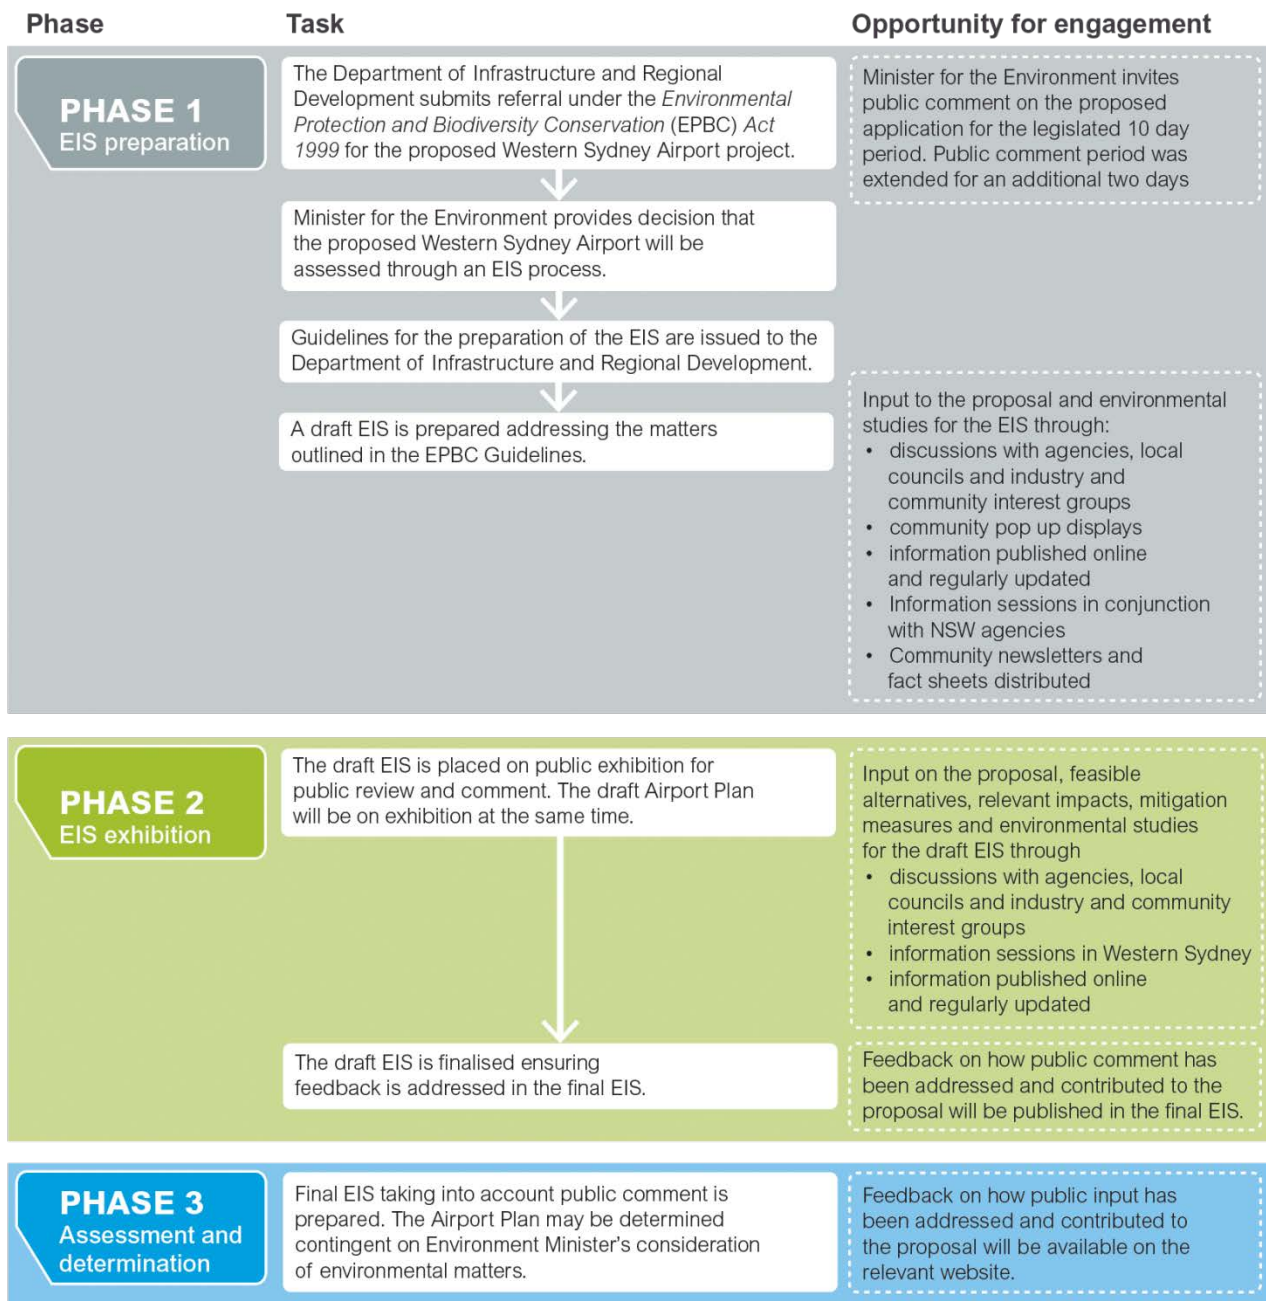 Phase
Task
Opportunity for engagement
PHASE 1
EIS preparation
The Department of Infrastructure and Regional
Development submits referral under the Environmental
Protection and Biodiversity Conservation (EPBC) Act
1999 for the proposed Western Sydney Airport project.
Minister for the Environment invites
public comment on the proposed
application for the legislated 10 day
period. Public comment period was
extended for an additional two days
Minister for the Environment provides decision that
the proposed Western Sydney Airport will be
assessed through an EIS process.
Guidelines for the preparation of the EIS are issued to the
Department of Infrastructure and Regional Development.
A draft EIS is prepared addressing the matters
outlined in the EPBC Guidelines.
Input to the proposal and environmental
studies for the EIS through:
• discussions with agencies, local
councils and industry and
community interest groups
• community pop up displays
• information published online
and regularly updated
• Information sessions in conjunction
with NSW agencies
• Community newsletters and
fact sheets distributed
PHASE 2
EIS exhibition
The draft EIS is placed on public exhibition for
public review and comment. The draft Airport Plan
will be on exhibition at the same time.
Input on the proposal, feasible
alternatives, relevant impacts, mitigation
measures and environmental studies
for the draft EIS through
• discussions with agencies, local
councils and industry and community
interest groups
• information sessions in Western Sydney
• information published online
and regularly updated
The draft EIS is finalised ensuring
feedback is addressed in the final EIS.
Feedback on how public comment has
been addressed and contributed to the
proposal will be published in the final EIS.
PHASE 3
Assessment and
determination
Final EIS taking into account public comment is
prepared. The Airport Plan may be determined
contingent on Environment Minister's consideration
of environmental matters.
Feedback on how public input has
been addressed and contributed to
the proposal will be available on the
relevant website.